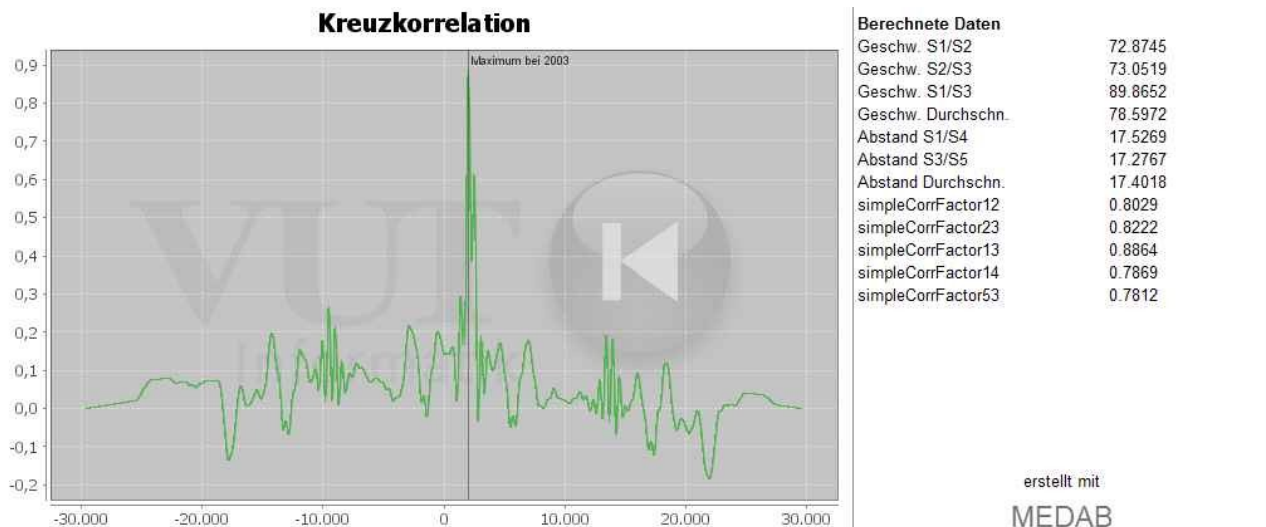 Kreuzkorrelation
Maximum bei 2003
0,9
0,8
0,7
0,6
0,5
0,4
0,3
0,2
0,1
0,0
-0,1
-0,2
-30.000 -20.000 -10.000 0 10.000 20.000 30.000
VUT
Informatik
Berechnete Daten
Geschw. S1/S2 72.8745
Geschw. S2/S3 73.0519
Geschw. S1/S3 89.8652
Geschw. Durchschn. 78.5972
Abstand S1/S4 17.5269
Abstand S3/S5 17.2767
Abstand Durchschn. 17.4018
simpleCorrFactor12 0.8029
simpleCorrFactor23 0.8222
simpleCorrFactor13 0.8864
simpleCorrFactor14 0.7869
simpleCorrFactor53 0.7812
erstellt mit
MEDAB